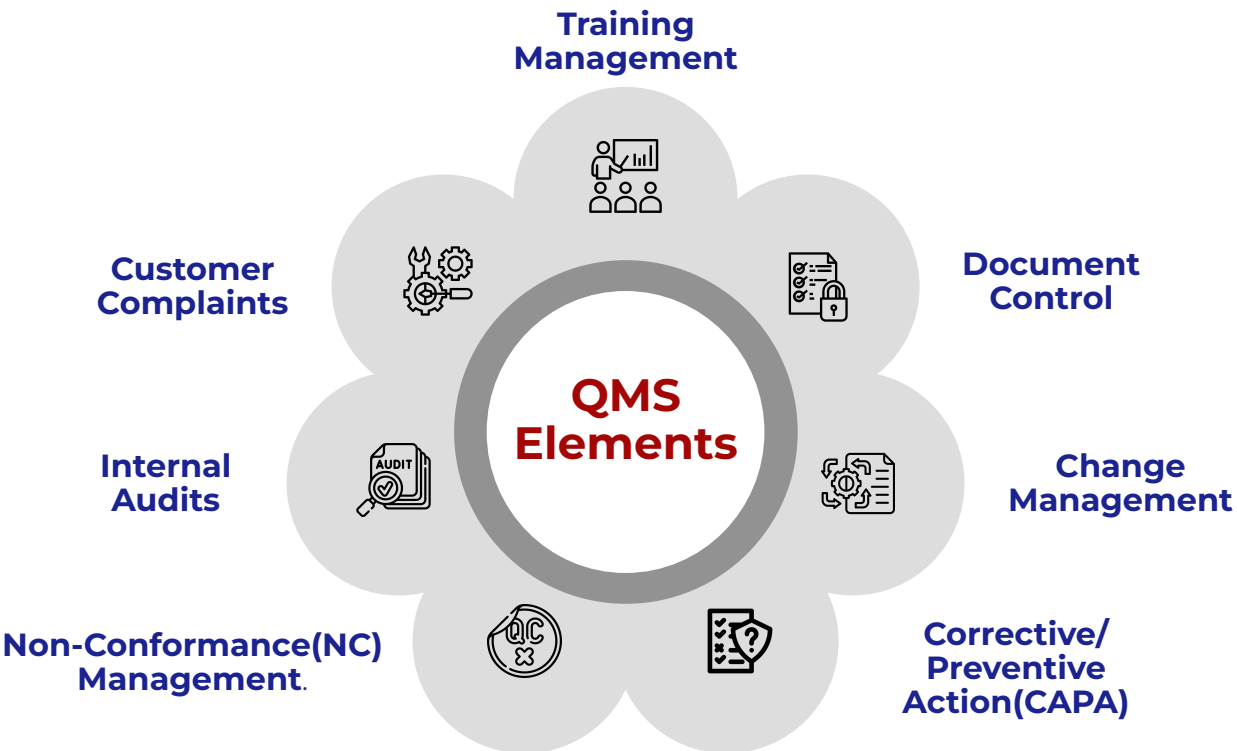 Training
Management
Customer
Complaints
Document
Control
QMS
Elements
Internal
Audits
AUDIT
Change
Management
Non-Conformance(NC)
Management.
QC
Corrective/
Preventive
Action(CAPA)